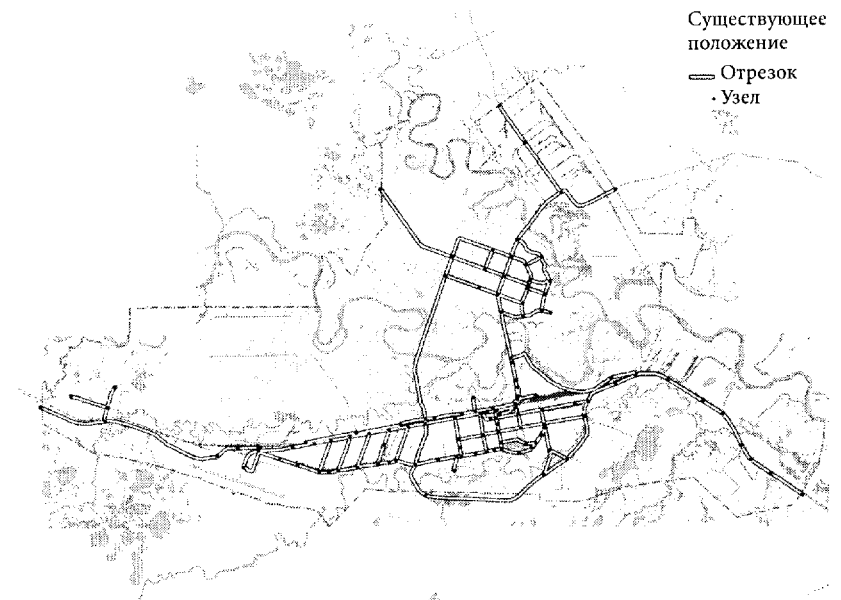 Существующее
положение
Отрезок
Узел